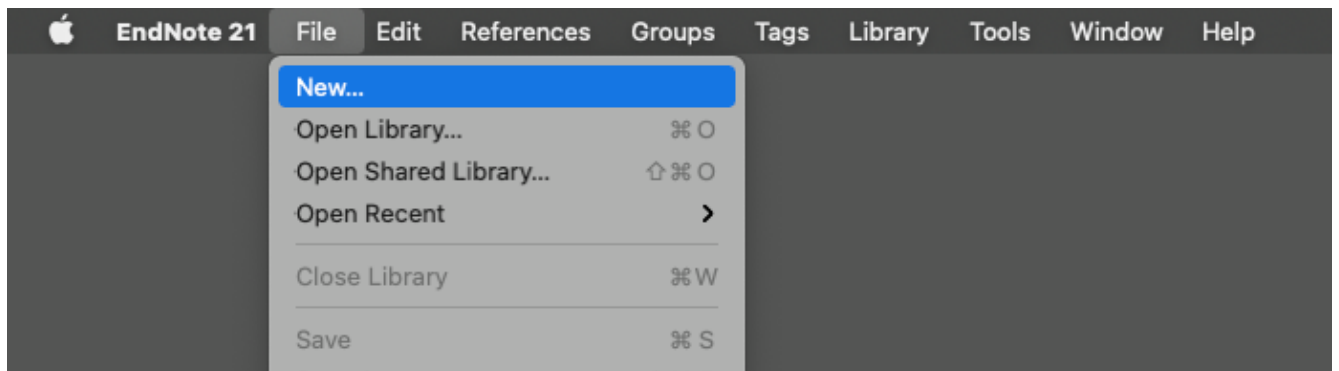 EndNote 21 File Edit References Groups Tags Library Tools Window Help
New...
Open Library... ⌘ O
Open Shared Library... ⇧⌘ O
Open Recent
Close Library ⌘W
Save ⌘ S